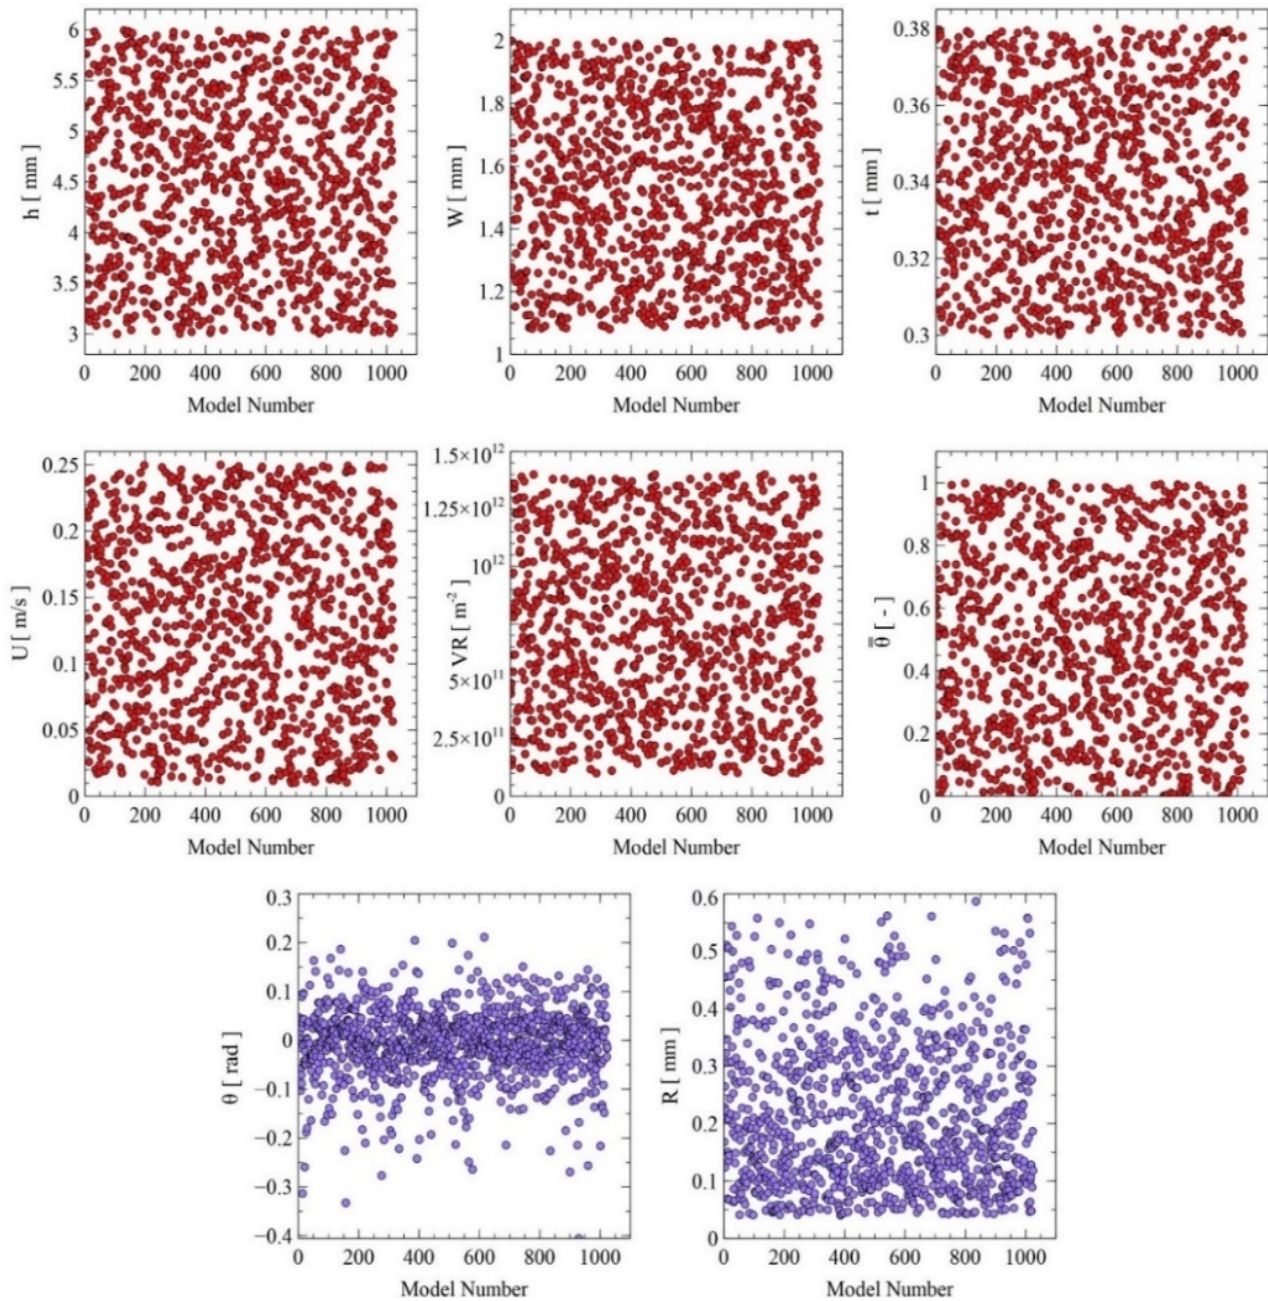 h [ mm ]
6
5.5
5
4.5
4
3.5
3
0 200 400 600 800 1000
Model Number
W [ mm ]
2
1.8
1.6
1.4
1.2
1
0 200 400 600 800 1000
Model Number
t [ mm ]
0.38
0.36
0.34
0.32
0.3
0 200 400 600 800 1000
Model Number
U [ m/s ]
0.25
0.2
0.15
0.1
0.05
0
0 200 400 600 800 1000
Model Number
VR [ m⁻² ]
1.5×10¹²
1.25×10¹²
10¹²
5×10¹¹
2.5×10¹¹
0
0 200 400 600 800 1000
Model Number
θ̿ [ - ]
1
0.8
0.6
0.4
0.2
0
0 200 400 600 800 1000
Model Number
θ [ rad ]
0.3
0.2
0.1
0
−0.1
−0.2
−0.3
−0.4
0 200 400 600 800 1000
Model Number
R [ mm ]
0.6
0.5
0.4
0.3
0.2
0.1
0
0 200 400 600 800 1000
Model Number